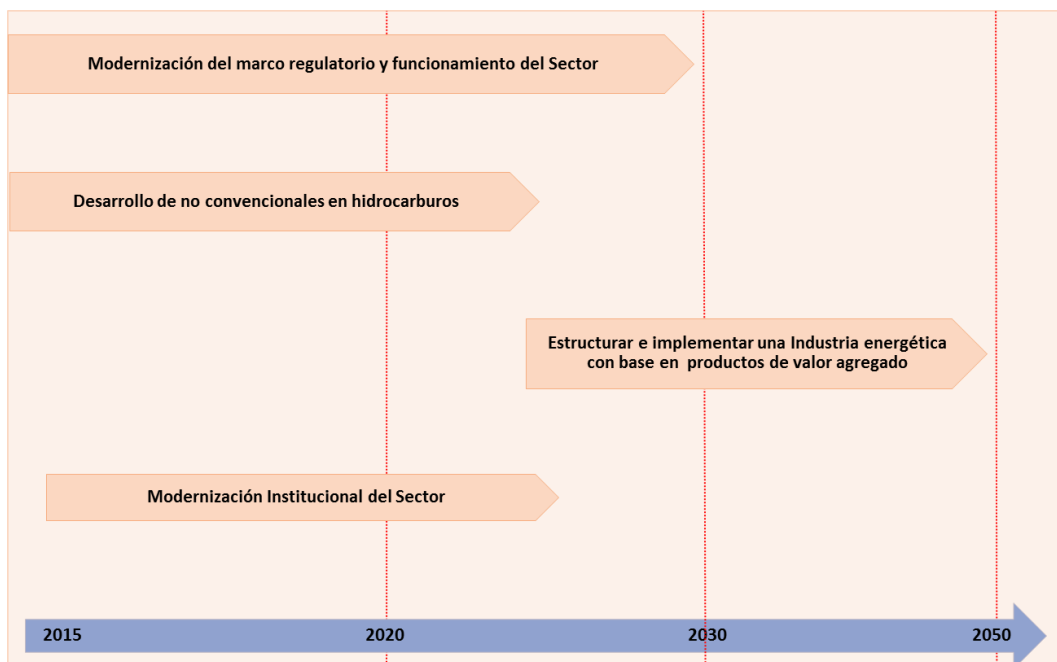 Modernización del marco regulatorio y funcionamiento del Sector
Desarrollo de no convencionales en hidrocarburos
Estructurar e implementar una Industria energética
con base en productos de valor agregado
Modernización Institucional del Sector
2015 2020 2030 2050